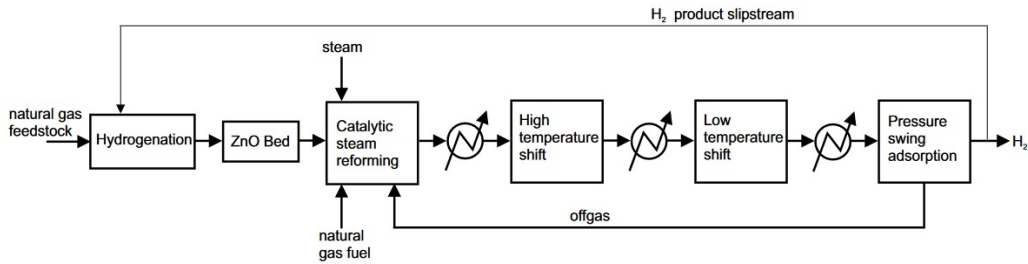 H₂ product slipstream
steam
natural gas
feedstock
Hydrogenation
ZnO Bed
Catalytic
steam
reforming
High
temperature
shift
Low
temperature
shift
Pressure
swing
adsorption
H₂
offgas
natural
gas fuel